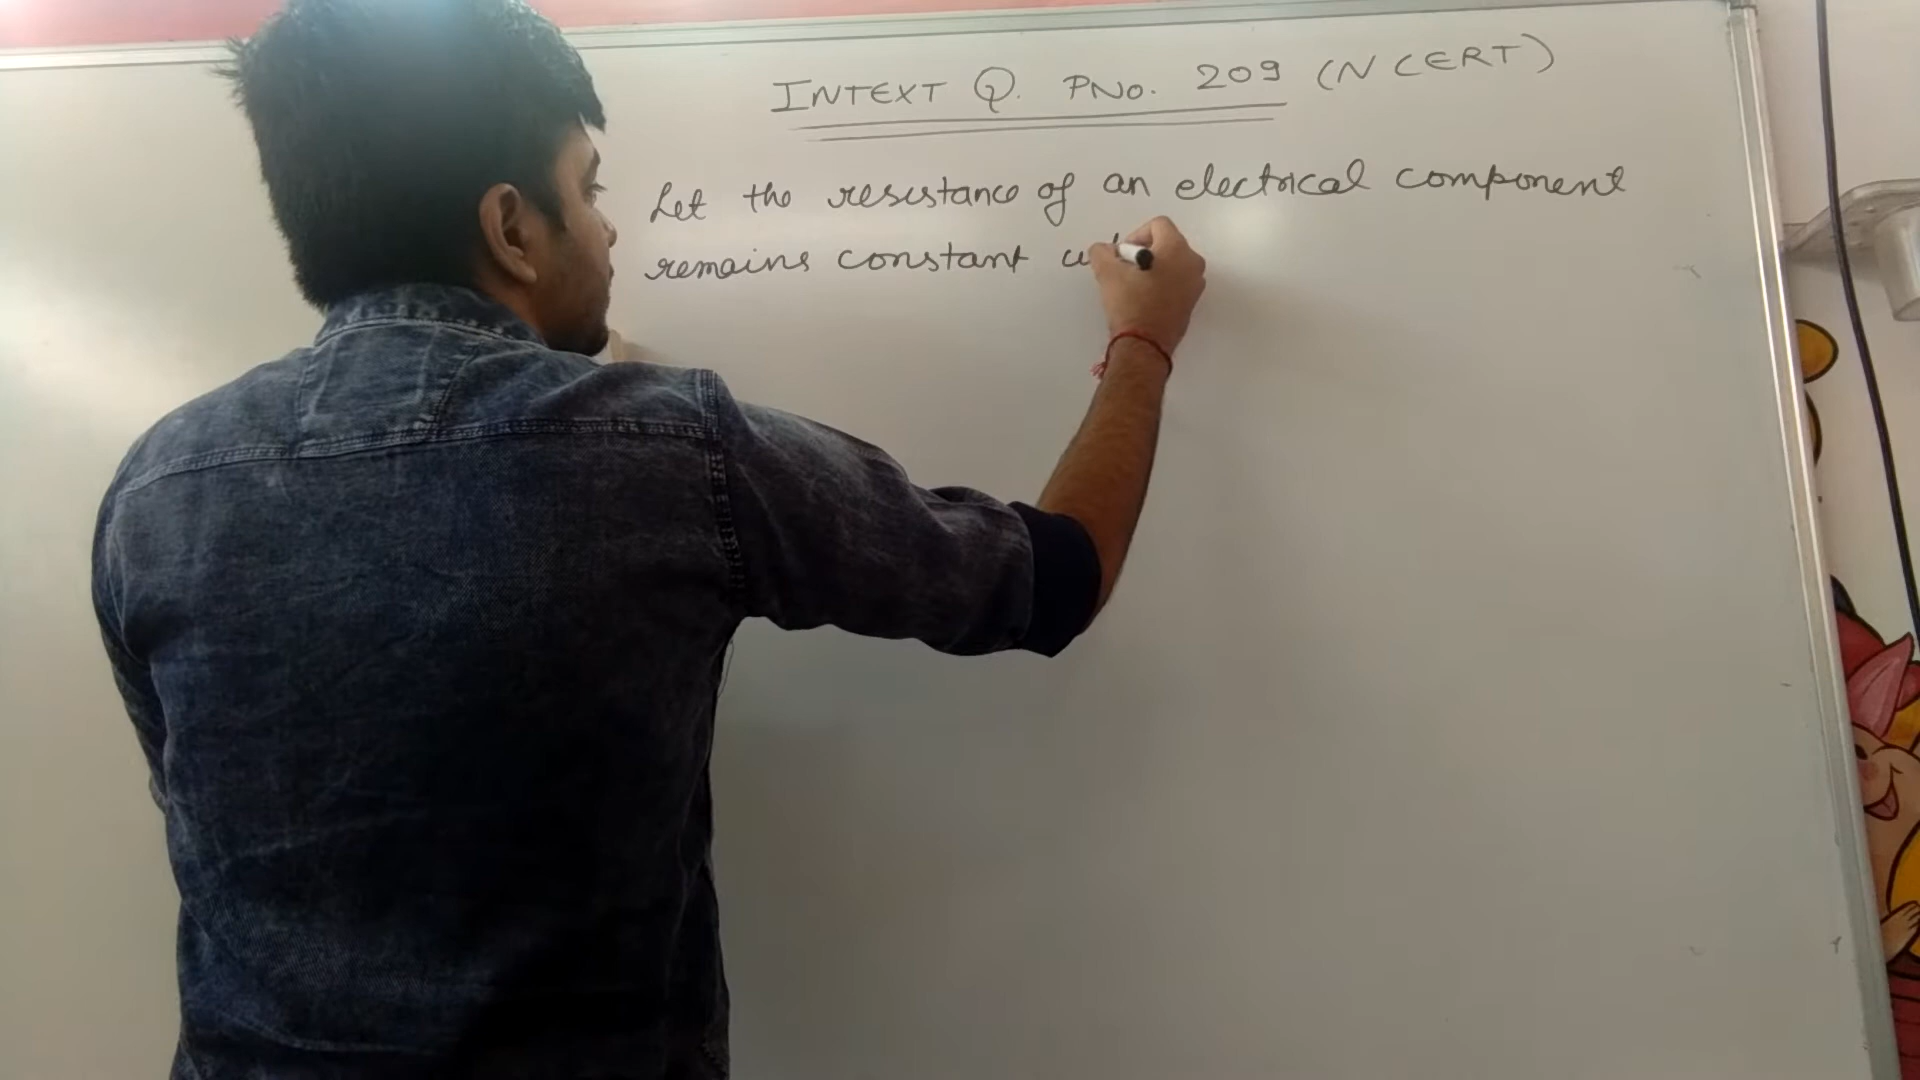 INTEXT Q. PNo. 209 (NCERT)
Let the resistance of an electrical component
remains constant